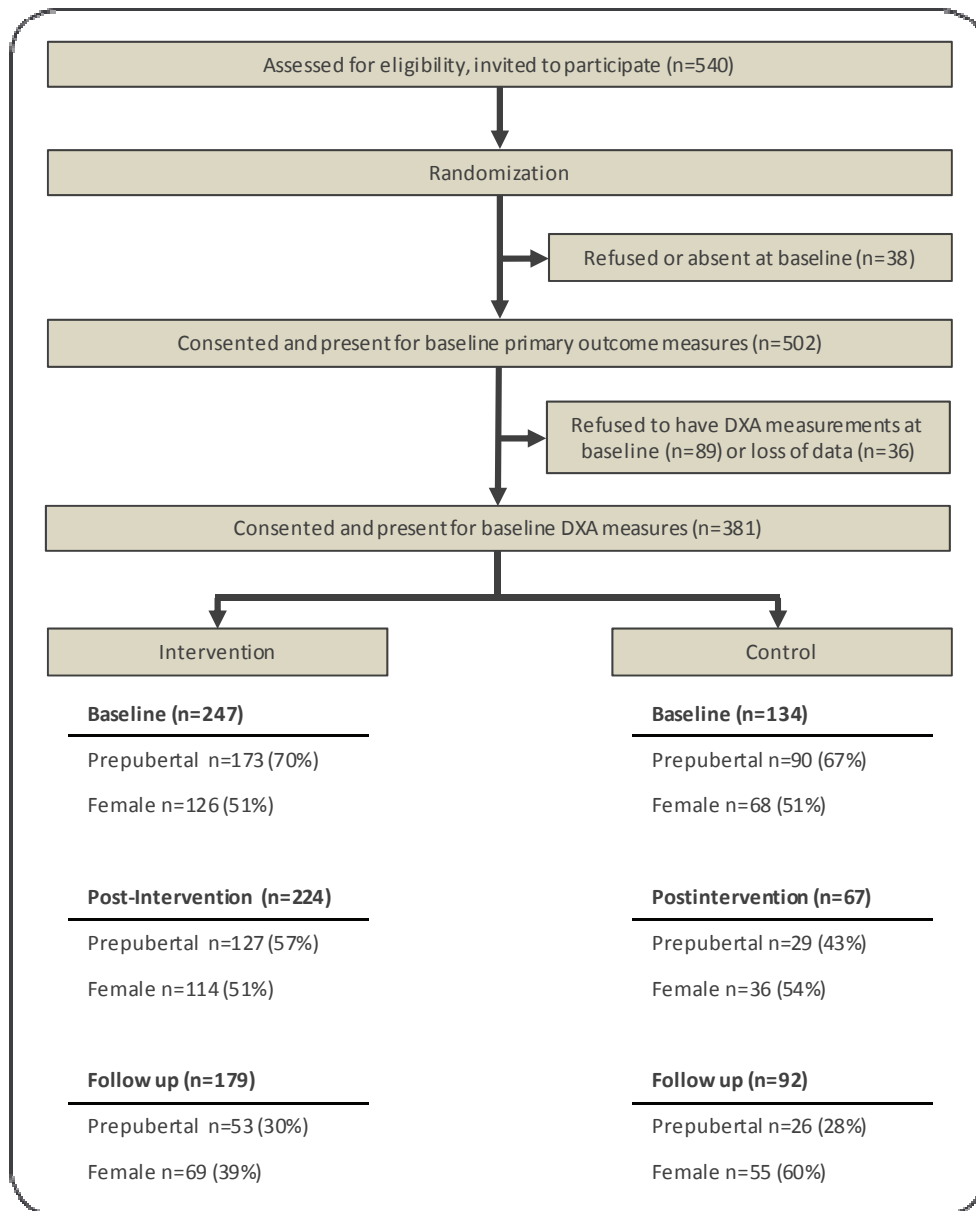 Assessed for eligibility, invited to participate (n=540)
Randomization
Refused or absent at baseline (n=38)
Consented and present for baseline primary outcome measures (n=502)
Refused to have DXA measurements at
baseline (n=89) or loss of data (n=36)
Consented and present for baseline DXA measures (n=381)
Intervention
Baseline (n=247)
Prepubertal n=173 (70%)
Female n=126 (51%)
Post-Intervention (n=224)
Prepubertal n=127 (57%)
Female n=114 (51%)
Follow up (n=179)
Prepubertal n=53 (30%)
Female n=69 (39%)
Control
Baseline (n=134)
Prepubertal n=90 (67%)
Female n=68 (51%)
Postintervention (n=67)
Prepubertal n=29 (43%)
Female n=36 (54%)
Follow up (n=92)
Prepubertal n=26 (28%)
Female n=55 (60%)